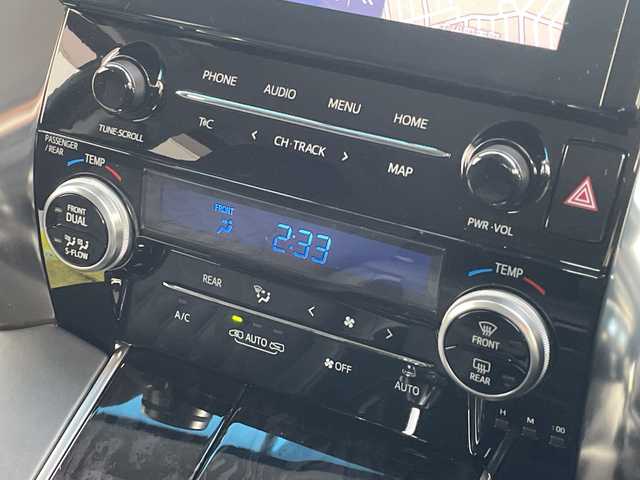 PHONE AUDIO MENU HOME
TUNE·SCROLL
T&C < CH·TRACK > MAP
PWR·VOL
PASSENGER
/REAR
TEMP
FRONT
DUAL
S-FLOW
FRONT
2:33
TEMP
FRONT
REAR
REAR
A/C
AUTO
OFF
AUTO
H M :00